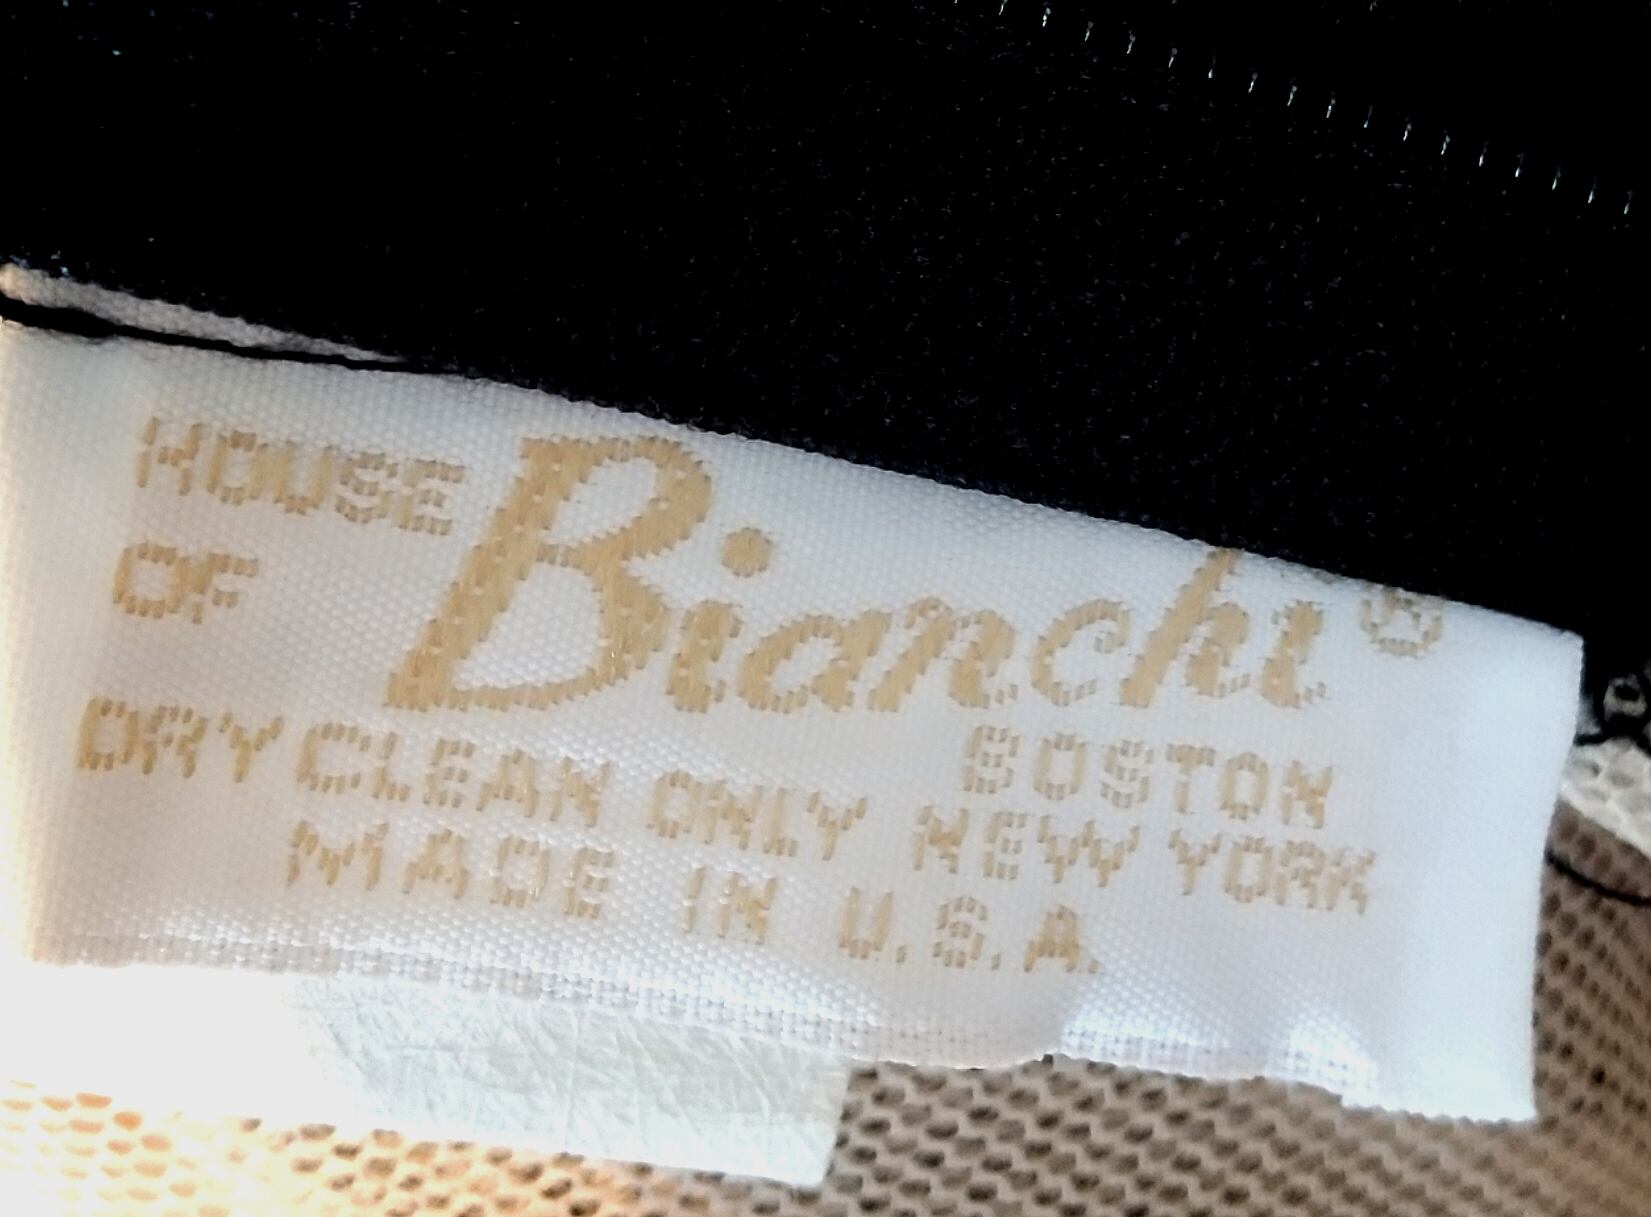 HOUSE OF Bianchi®
BOSTON
DRY CLEAN ONLY NEW YORK
MADE IN U.S.A.